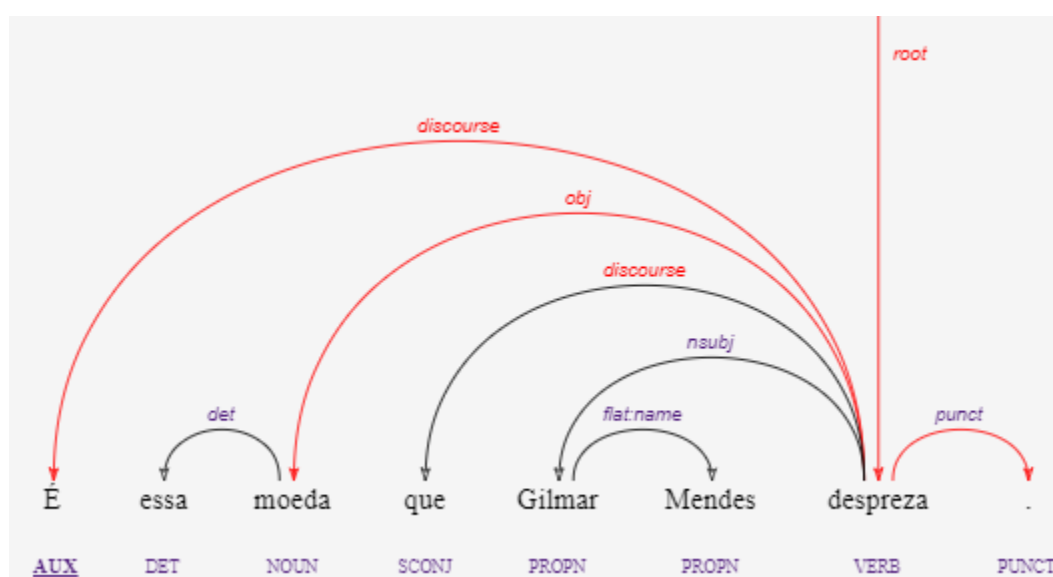 root
discourse
obj
discourse
nsubj
det flat:name punct
É essa moeda que Gilmar Mendes despreza .
AUX DET NOUN SCONJ PROPN PROPN VERB PUNCT